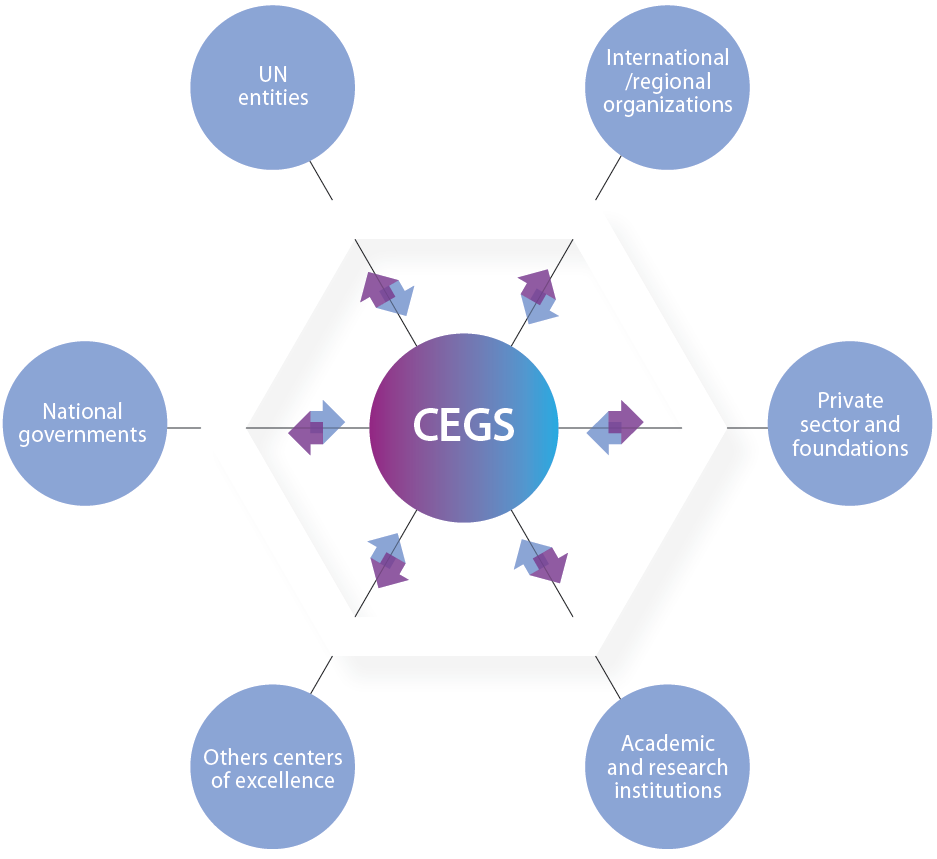 UN
entities
International
/regional
organizations
National
governments
CEGS
Private
sector and
foundations
Others centers
of excellence
Academic
and research
institutions